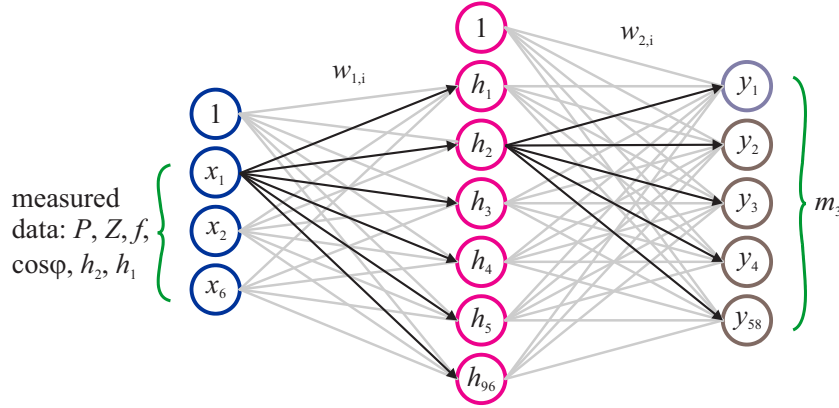 1
w1,i
w2,i
1
h1
y1
x1
h2
y2
measured
data: P, Z, f,
cosφ, h2, h1
x2
h3
y3
m3
x6
h4
y4
h5
y58
h96